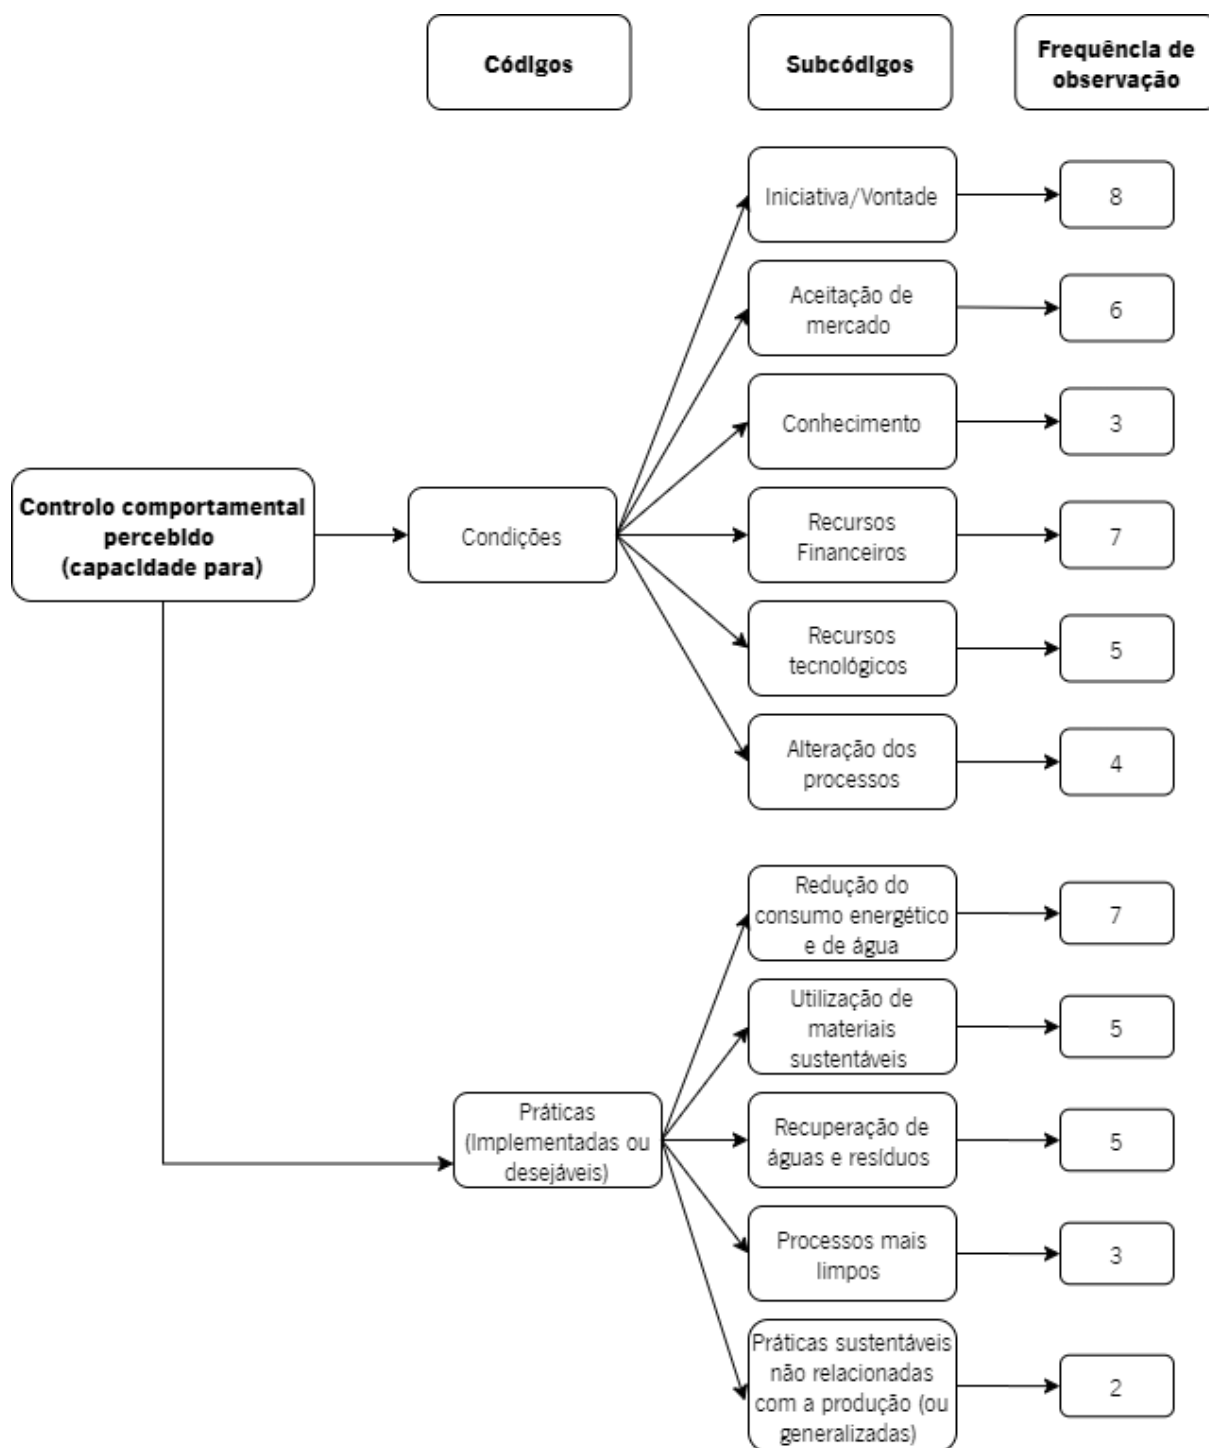 Códigos
Subcódigos
Frequência de
observação
Controlo comportamental
percebido
(capacidade para)
Condições
Iniciativa/Vontade
8
Aceitação de
mercado
6
Conhecimento
3
Recursos
Financeiros
7
Recursos
tecnológicos
5
Alteração dos
processos
4
Práticas
(Implementadas ou
desejáveis)
Redução do
consumo energético
e de água
7
Utilização de
materiais
sustentáveis
5
Recuperação de
águas e resíduos
5
Processos mais
limpos
3
Práticas sustentáveis
não relacionadas
com a produção (ou
generalizadas)
2